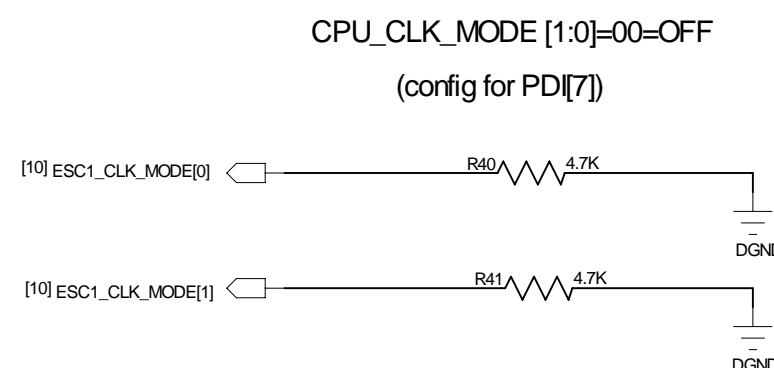 CPU_CLK_MODE [1:0]=00=OFF
(config for PDI[7])
[10] ESC1_CLK_MODE[0] R40 4.7K
DGND
[10] ESC1_CLK_MODE[1] R41 4.7K
DGND